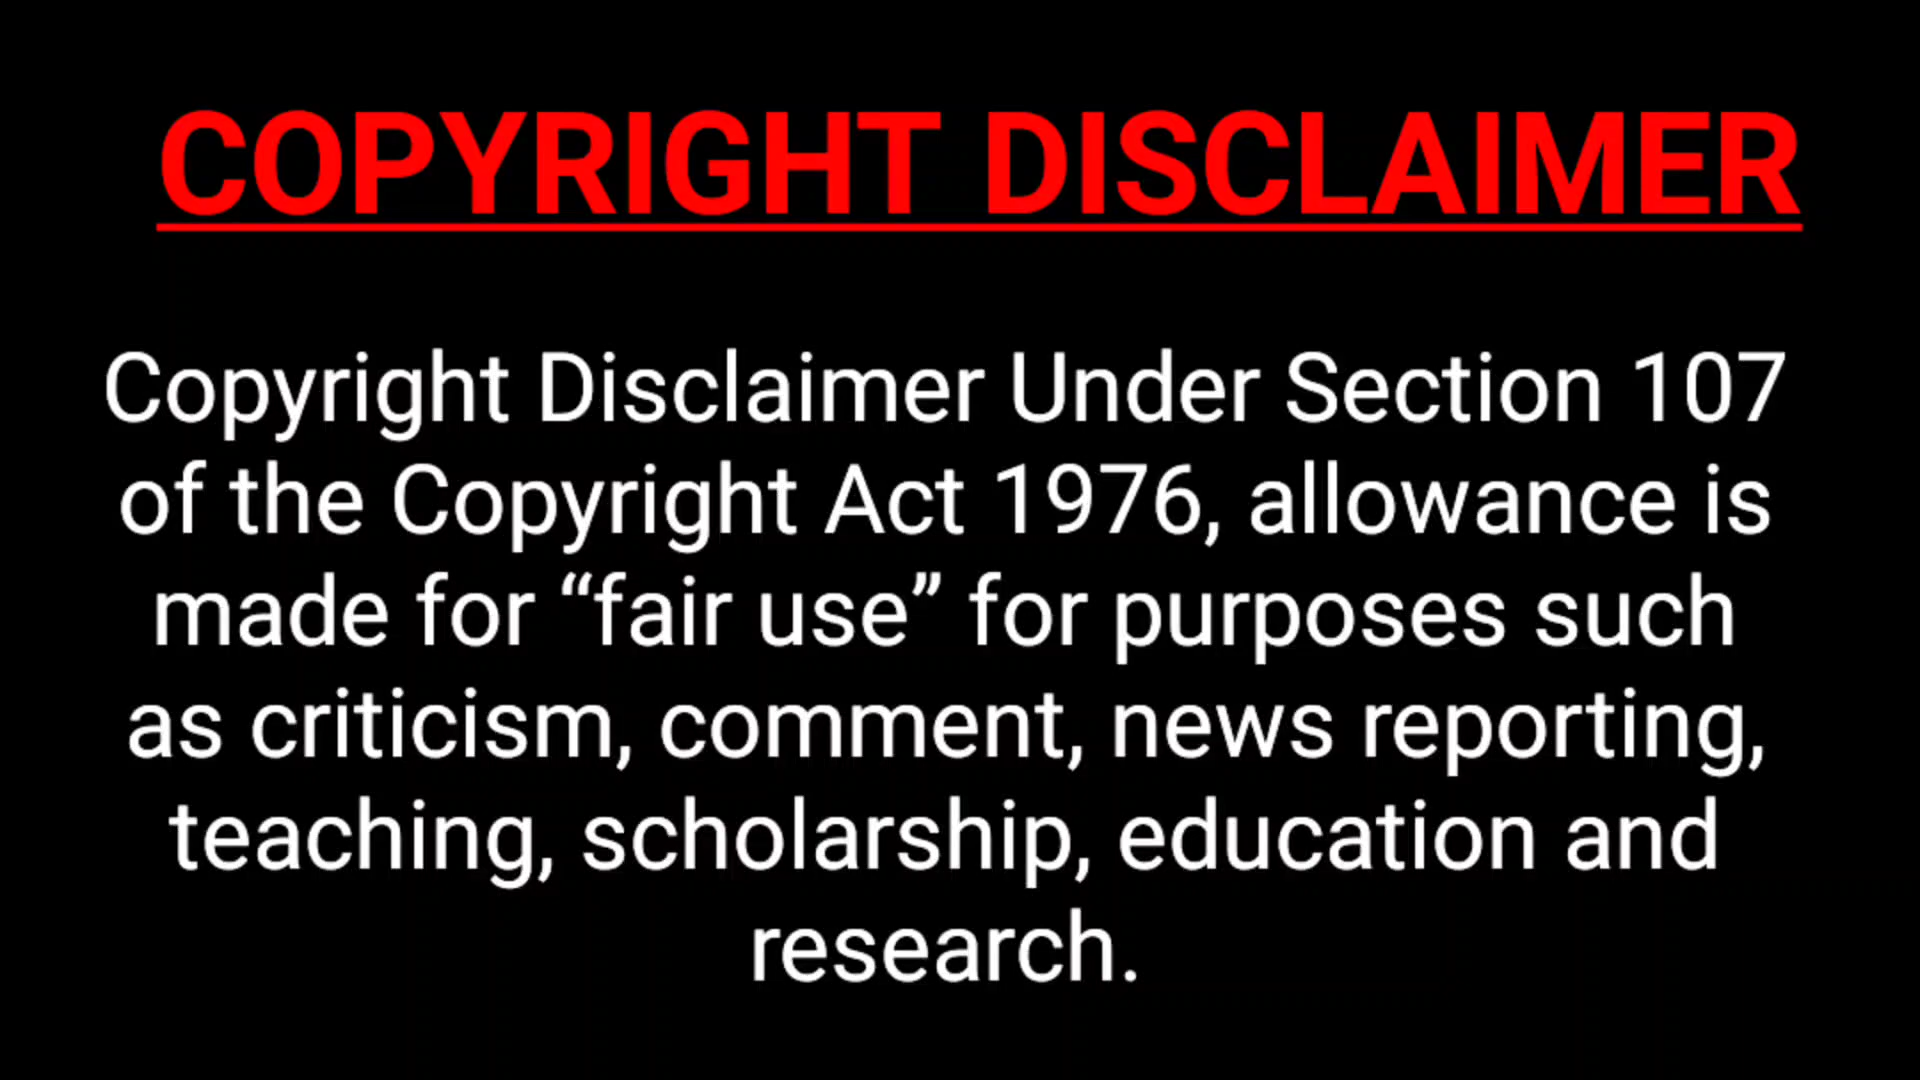 COPYRIGHT DISCLAIMER
Copyright Disclaimer Under Section 107
of the Copyright Act 1976, allowance is
made for “fair use” for purposes such
as criticism, comment, news reporting,
teaching, scholarship, education and
research.